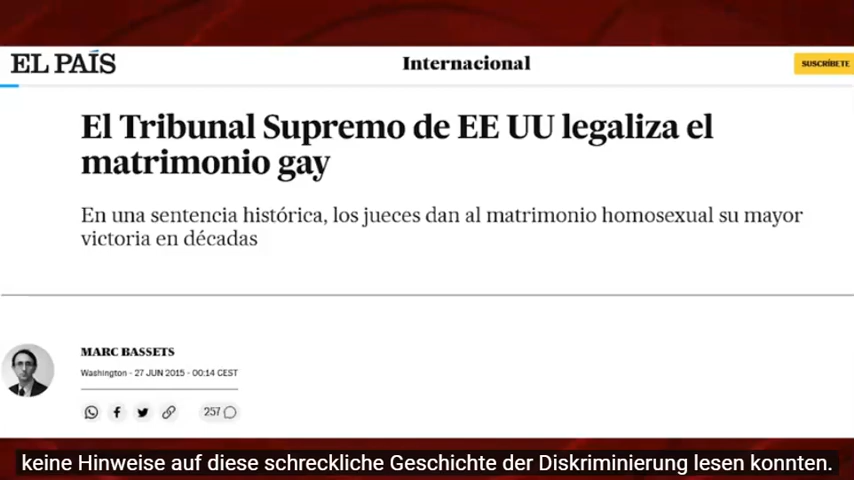 EL PAÍS
Internacional
SUSCRÍBETE
El Tribunal Supremo de EE UU legaliza el
matrimonio gay
En una sentencia histórica, los jueces dan al matrimonio homosexual su mayor
victoria en décadas
MARC BASSETS
Washington - 27 JUN 2015 - 00:14 CEST
257
keine Hinweise auf diese schreckliche Geschichte der Diskriminierung lesen konnten.